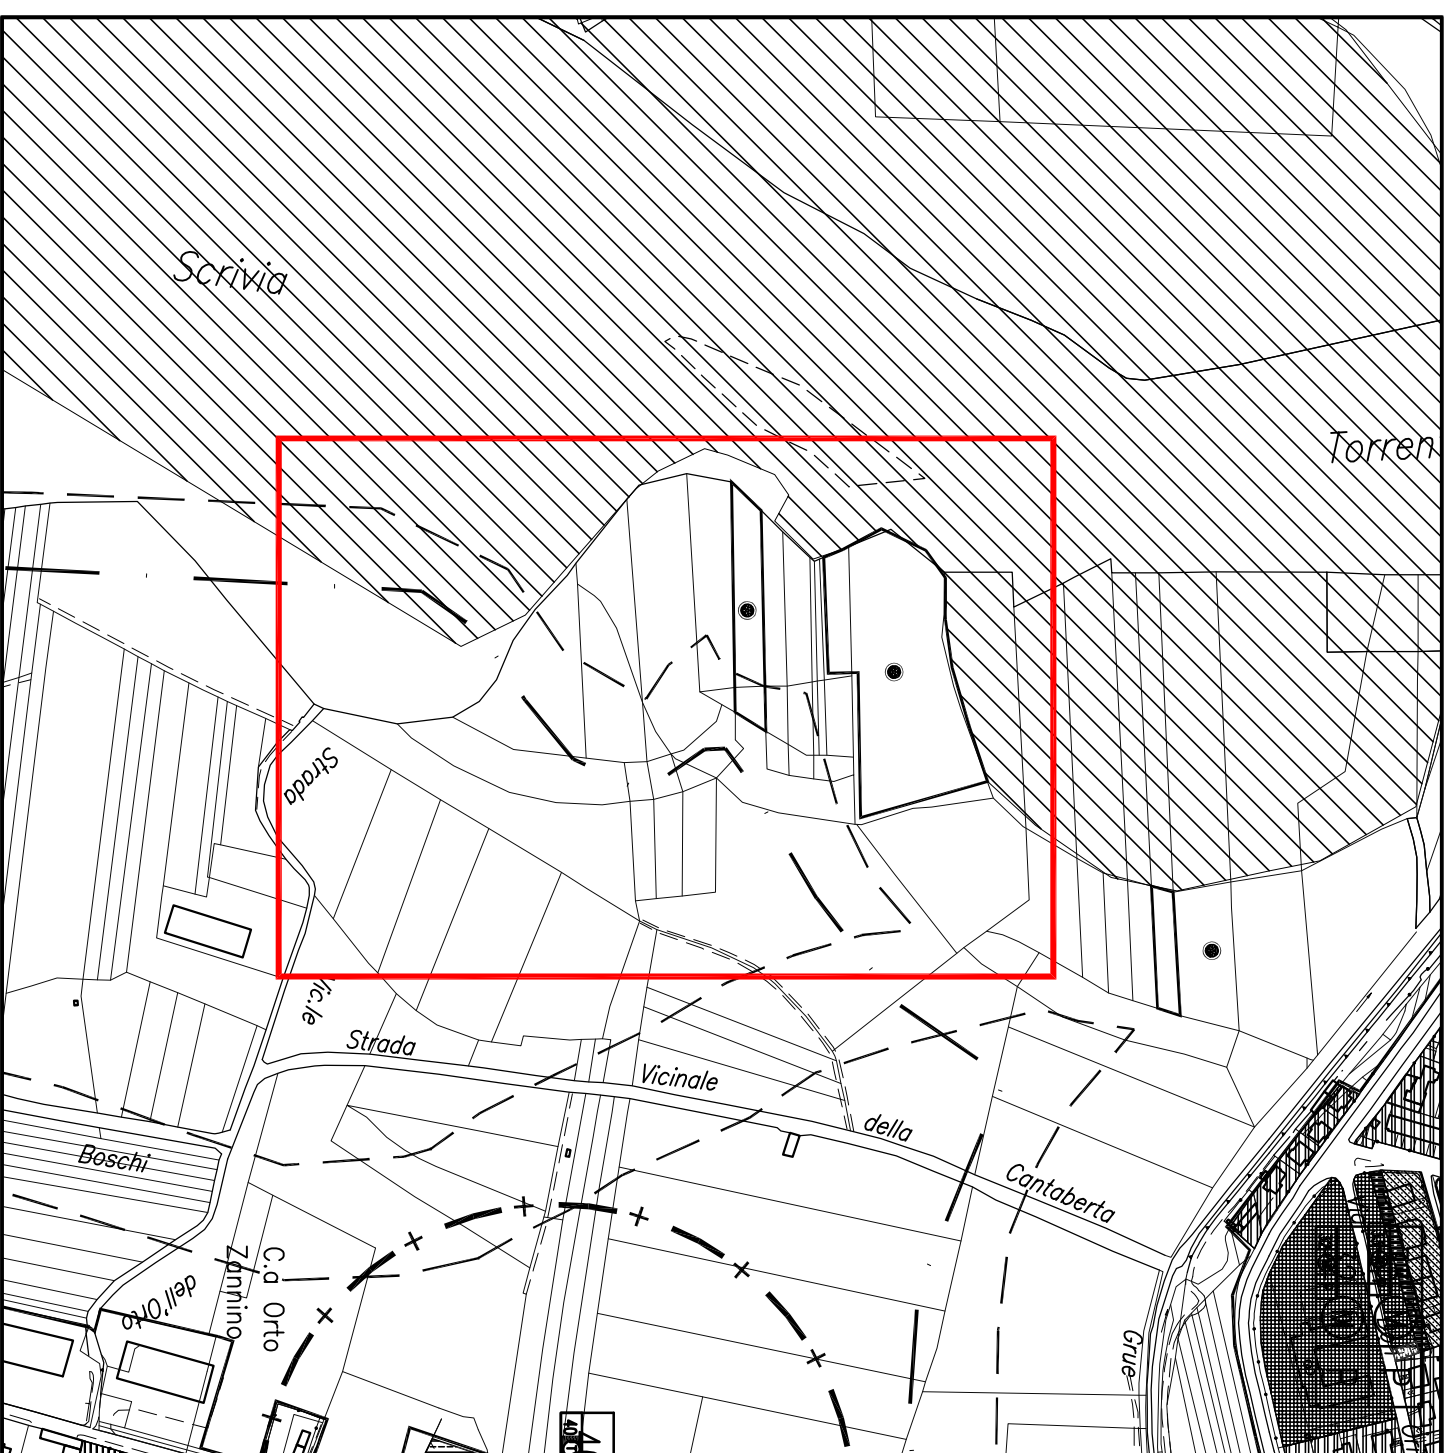 Scrivia
Torren
Strada
Vic.le
Strada
Vicinale
della
Cantaberta
Boschi
dell'Orto
C.a Orto
Zannino
Grue